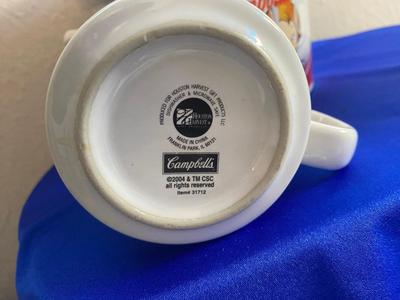 PRODUCED FOR HOUSTON HARVEST GIFT PRODUCTS
DISHWASHER & MICROWAVE SAFE
HOUSTON
HARVEST
MADE IN CHINA
FRANKLIN PARK, IL 60131
Campbell's
©2004 & TM CSC
all rights reserved
Item# 31712